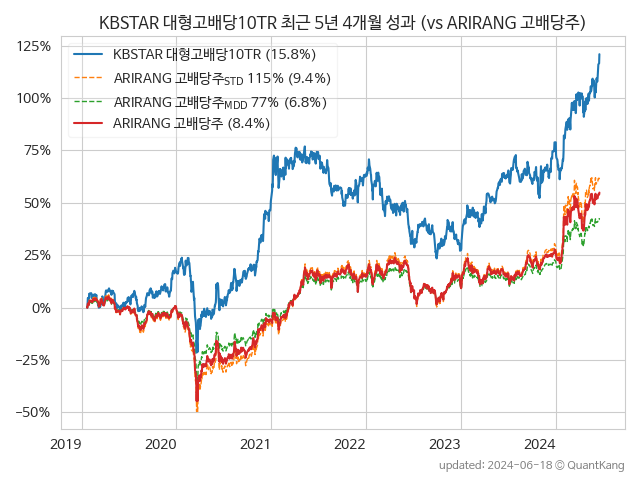 KBSTAR 대형고배당10TR 최근 5년 4개월 성과 (vs ARIRANG 고배당주)
KBSTAR 대형고배당10TR (15.8%)
ARIRANG 고배당주STD 115% (9.4%)
ARIRANG 고배당주MDD 77% (6.8%)
ARIRANG 고배당주 (8.4%)
125%
100%
75%
50%
25%
0%
−25%
−50%
2019 2020 2021 2022 2023 2024
updated: 2024-06-18 ⓒ QuantKang